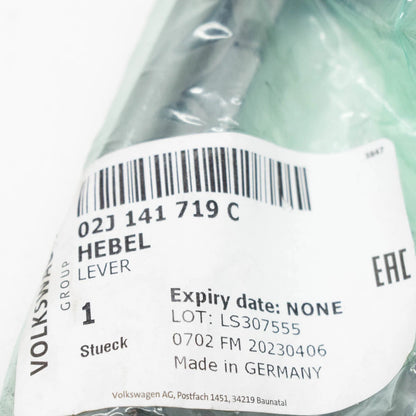 3847
02J 141 719 C
HEBEL
LEVER
GROUP
1
Stueck
Expiry date: NONE
LOT: LS307555
0702 FM 20230406
Made in GERMANY
EAC
Volkswagen AG, Postfach 1451, 34219 Baunatal